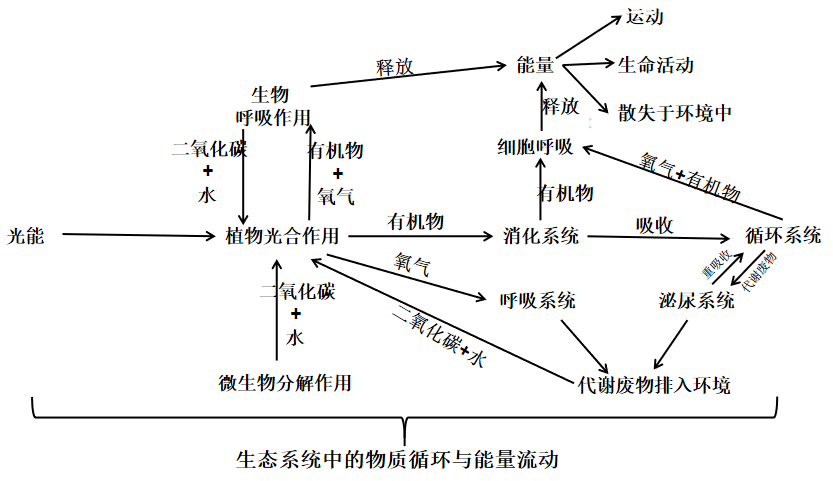 运动
释放
能量
生命活动
生物
呼吸作用
释放
散失于环境中
二氧化碳
+
水
有机物
+
氧气
细胞呼吸
氧气+有机物
有机物
光能
植物光合作用
有机物
消化系统
吸收
循环系统
氧气
重吸收
代谢废物
二氧化碳
+
水
呼吸系统
泌尿系统
二氧化碳+水
微生物分解作用
代谢废物排入环境
生态系统中的物质循环与能量流动